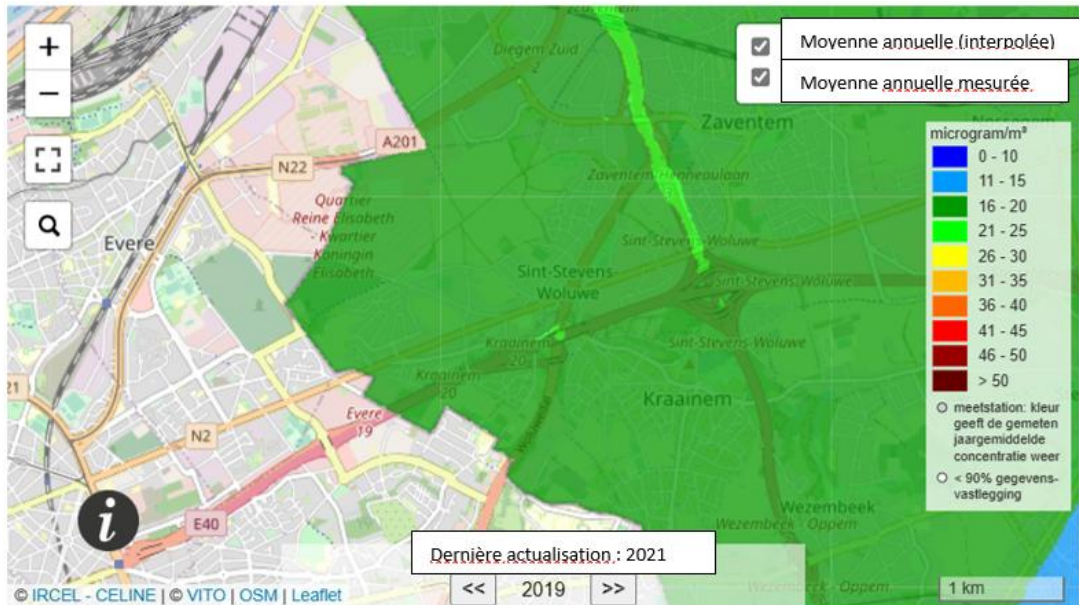 Zaventem
Diegem Zuid
2
+
−
Moyenne annuelle (interpolée)
Moyenne annuelle mesurée
Zaventem
A201
N22
microgram/m³
0 - 10
11 - 15
16 - 20
21 - 25
26 - 30
31 - 35
36 - 40
41 - 45
46 - 50
> 50
meetstation: kleur
geeft de gemeten
jaargemiddelde
concentratie weer
< 90% gegevens-
vastlegging
Zaventem-Henneaulaan
Quartier
Reine Elisabeth
- Kwartier
Koningin
Elisabeth
Evere
Sint-Stevens-Woluwe
Sint-Stevens-
Woluwe
Sint-Stevens-Woluwe
Kraainem
20
Sint-Stevens-Woluwe
Kraainem
20
Kraainem
21
Evere
19
N2
Woluwedal
Wezembeek
Wezembeek - Oppem
i
E40
Dernière actualisation : 2021
<< 2019 >>
Wezembeek - Oppem
1 km
© IRCEL - CELINE | © VITO | OSM | Leaflet